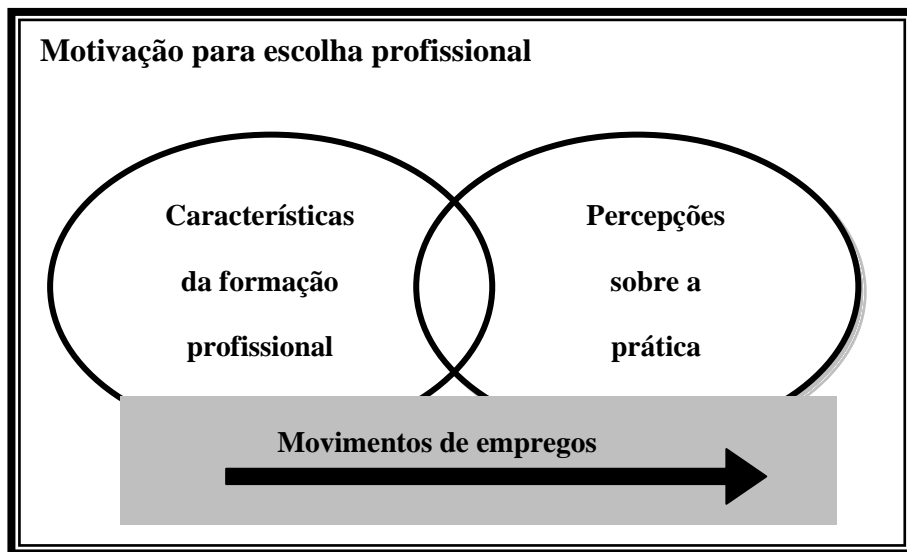 Motivação para escolha profissional
Características
da formação
profissional
Percepções
sobre a
prática
Movimentos de empregos